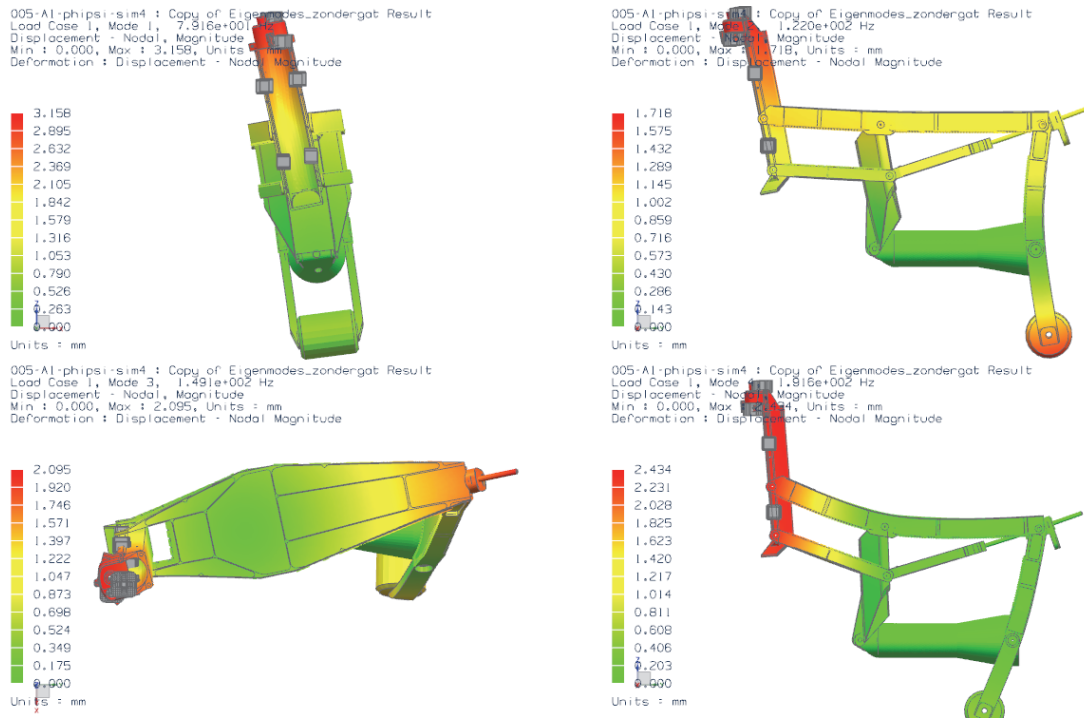 005-Al-phipsi-sim4 : Copy of Eigenmodes_zondergat Result
Load Case 1, Mode 1, 7.916e+001 Hz
Displacement - Nodal, Magnitude
Min : 0.000, Max : 3.158, Units = mm
Deformation : Displacement - Nodal Magnitude
3.158
2.895
2.632
2.369
2.105
1.842
1.579
1.316
1.053
0.790
0.526
0.263
0.000
Units = mm
005-Al-phipsi-sim4 : Copy of Eigenmodes_zondergat Result
Load Case 1, Mode 2, 1.220e+002 Hz
Displacement - Nodal, Magnitude
Min : 0.000, Max : 1.718, Units = mm
Deformation : Displacement - Nodal Magnitude
1.718
1.575
1.432
1.289
1.145
1.002
0.859
0.716
0.573
0.430
0.286
0.143
0.000
Units = mm
005-Al-phipsi-sim4 : Copy of Eigenmodes_zondergat Result
Load Case 1, Mode 3, 1.491e+002 Hz
Displacement - Nodal, Magnitude
Min : 0.000, Max : 2.095, Units = mm
Deformation : Displacement - Nodal Magnitude
2.095
1.920
1.746
1.571
1.397
1.222
1.047
0.873
0.698
0.524
0.349
0.175
0.000
Units = mm
X
005-Al-phipsi-sim4 : Copy of Eigenmodes_zondergat Result
Load Case 1, Mode 1.916e+002 Hz
Displacement - Nodal, Magnitude
Min : 0.000, Max : 2.434, Units = mm
Deformation : Displacement - Nodal Magnitude
2.434
2.231
2.028
1.825
1.623
1.420
1.217
1.014
0.811
0.608
0.406
0.203
0.000
Units = mm